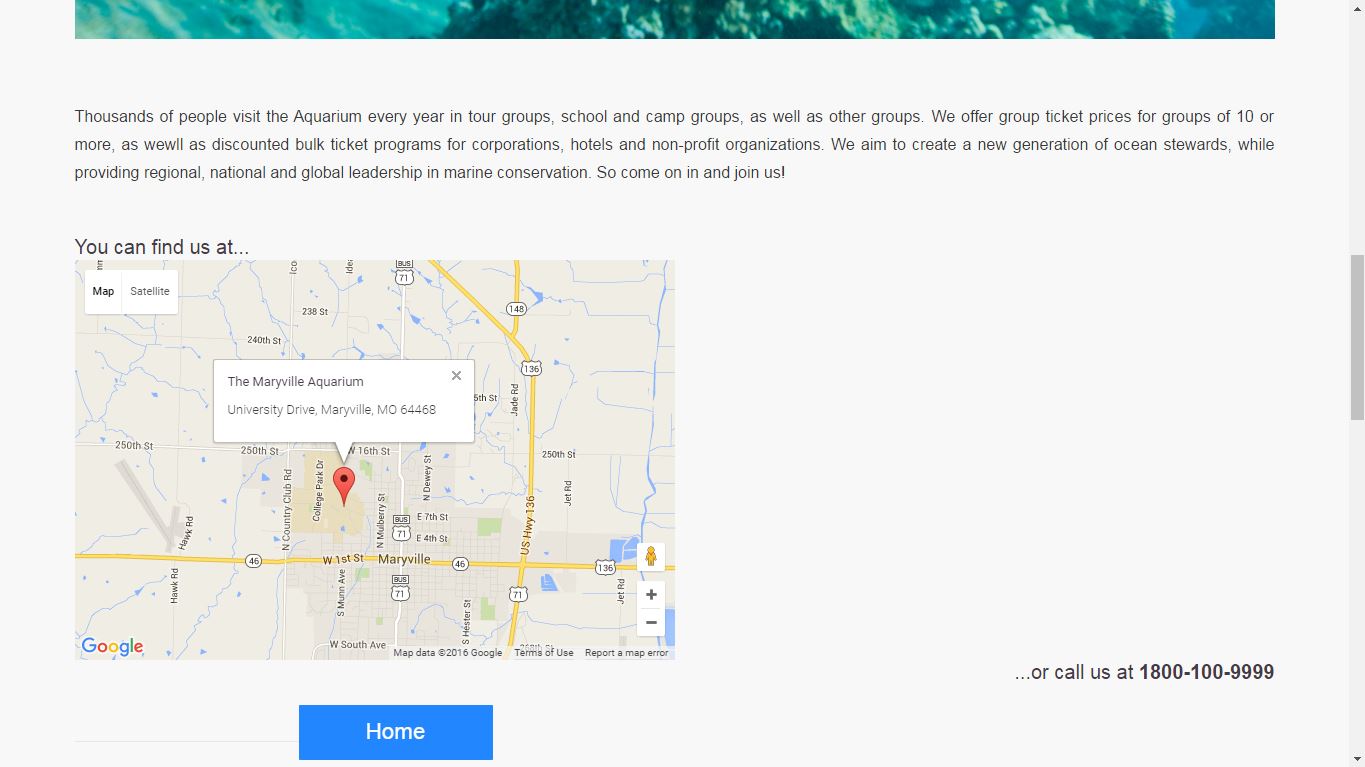 Thousands of people visit the Aquarium every year in tour groups, school and camp groups, as well as other groups. We offer group ticket prices for groups of 10 or
more, as wewll as discounted bulk ticket programs for corporations, hotels and non-profit organizations. We aim to create a new generation of ocean stewards, while
providing regional, national and global leadership in marine conservation. So come on in and join us!
You can find us at...
Map Satellite
BUS
71
148
238 St
240th St
136
The Maryville Aquarium
University Drive, Maryville, MO 64468
5th St
Jade Rd
250th St
250th St
W 16th St
250th St
N Country Club Rd
College Park Dr
N Dewey St
Jet Rd
N Mulberry St
US Hwy 136
Hawk Rd
BUS
71
E 7th St
E 4th St
46
W 1st St
Maryville
46
136
Hawk Rd
S Munn Ave
BUS
71
71
Jet Rd
S Hester St
W South Ave
+
−
Google
Map data ©2016 Google Terms of Use Report a map error
...or call us at 1800-100-9999
Home